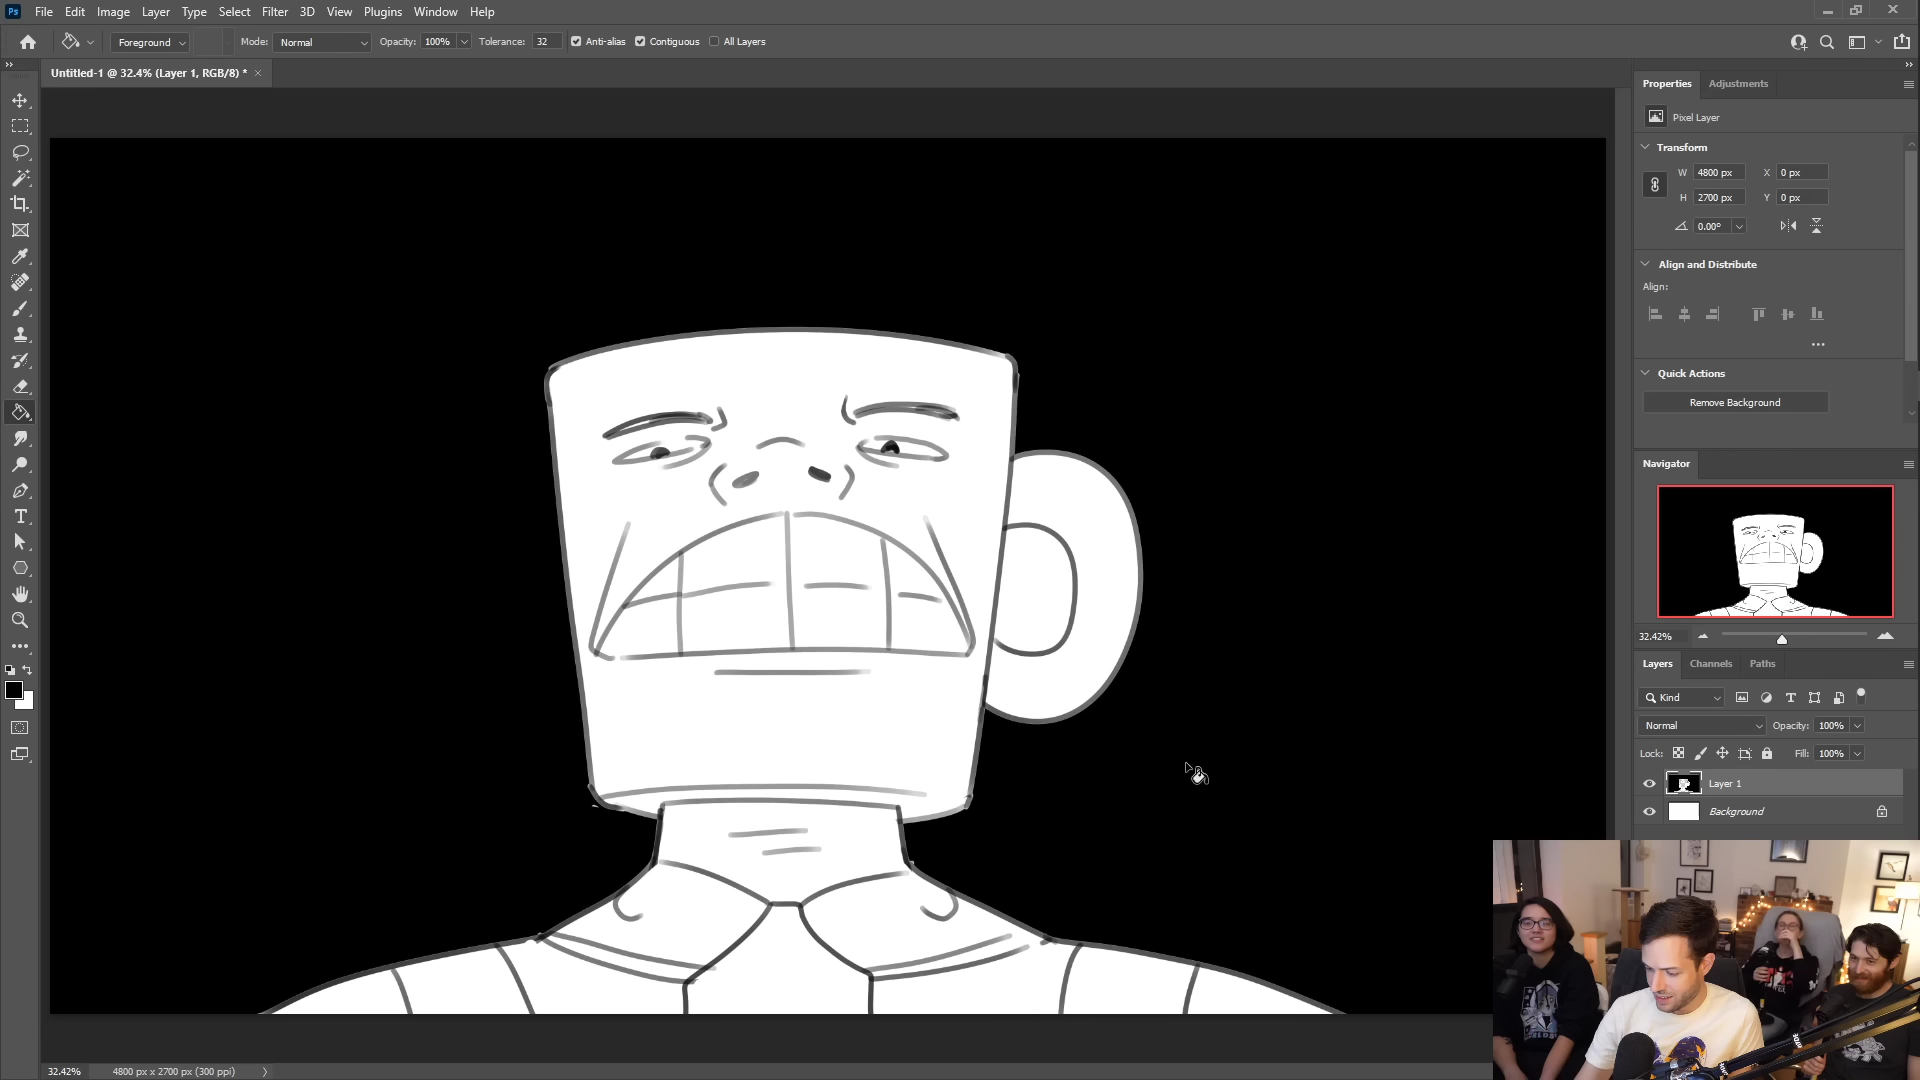 Ps File Edit Image Layer Type Select Filter 3D View Plugins Window Help
Foreground Mode: Normal Opacity: 100% Tolerance: 32 Anti-alias Contiguous All Layers
Untitled-1 @ 32.4% (Layer 1, RGB/8) * ×
Properties Adjustments
Pixel Layer
Transform
W 4800 px X 0 px
H 2700 px Y 0 px
0.00°
Align and Distribute
Align:
Quick Actions
Remove Background
Navigator
32.42%
Layers Channels Paths
Kind
Normal Opacity: 100%
Lock: Fill: 100%
Layer 1
Background
32.42% 4800 px x 2700 px (300 ppi)